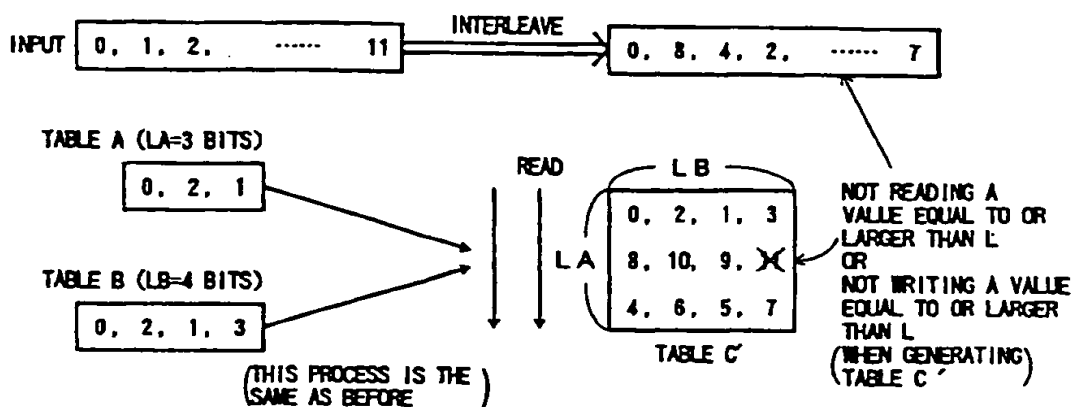 INPUT
0, 1, 2, ...... 11
INTERLEAVE
0, 8, 4, 2, ...... 7
TABLE A (LA=3 BITS)
0, 2, 1
TABLE B (LB=4 BITS)
0, 2, 1, 3
(THIS PROCESS IS THE
SAME AS BEFORE)
READ
LB
LA
0, 2, 1, 3
8, 10, 9,
4, 6, 5, 7
TABLE C´
NOT READING A
VALUE EQUAL TO OR
LARGER THAN L
OR
NOT WRITING A VALUE
EQUAL TO OR LARGER
THAN L
(WHEN GENERATING
TABLE C´)